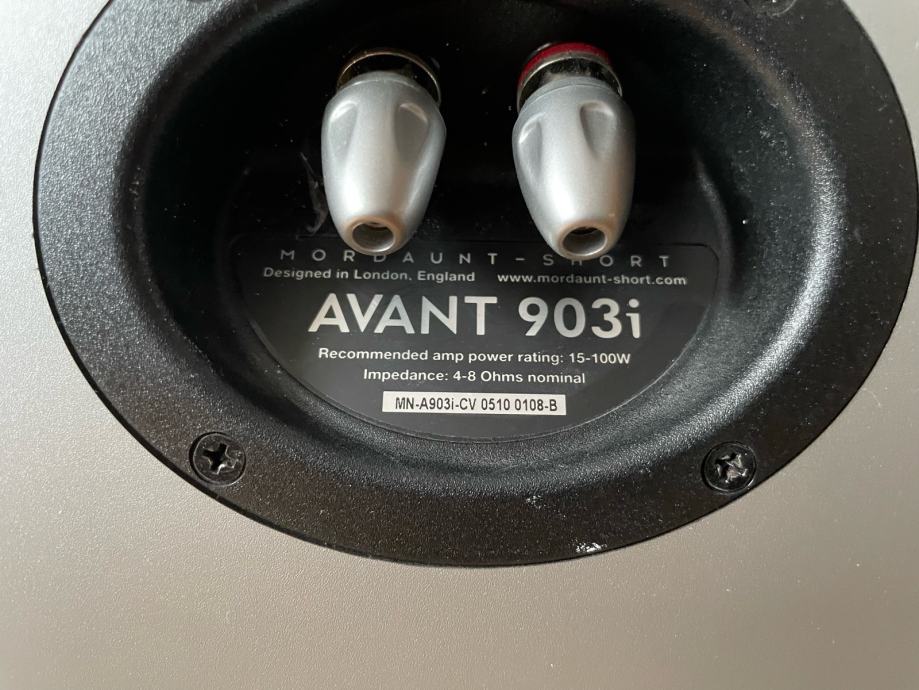 MORDAUNT-SHORT
Designed in London, England www.mordaunt-short.com
AVANT 903i
Recommended amp power rating: 15-100W
Impedance: 4-8 Ohms nominal
MN-A903i-CV 0510 0108-B